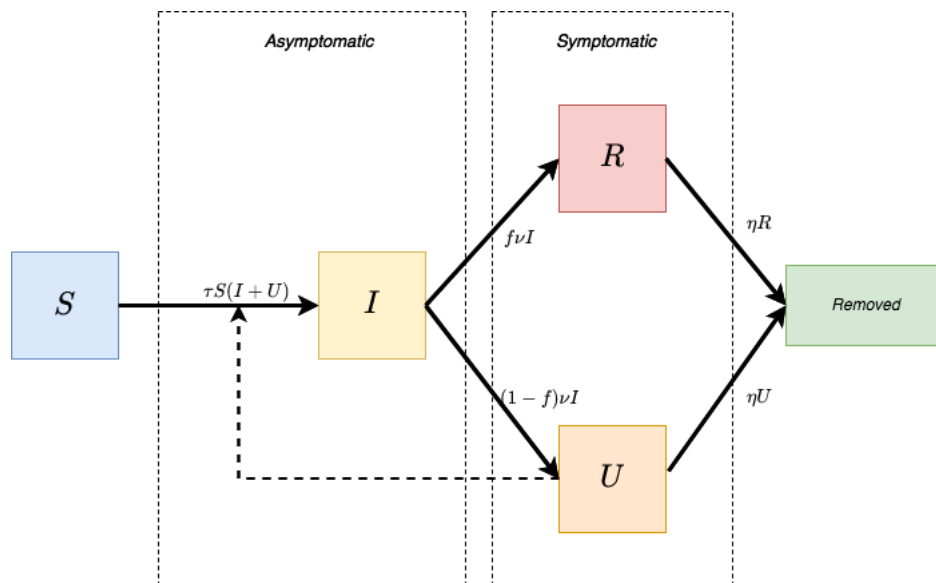 Asymptomatic
Symptomatic
R
fνI
ηR
S
τS(I + U)
I
Removed
(1 − f)νI
ηU
U